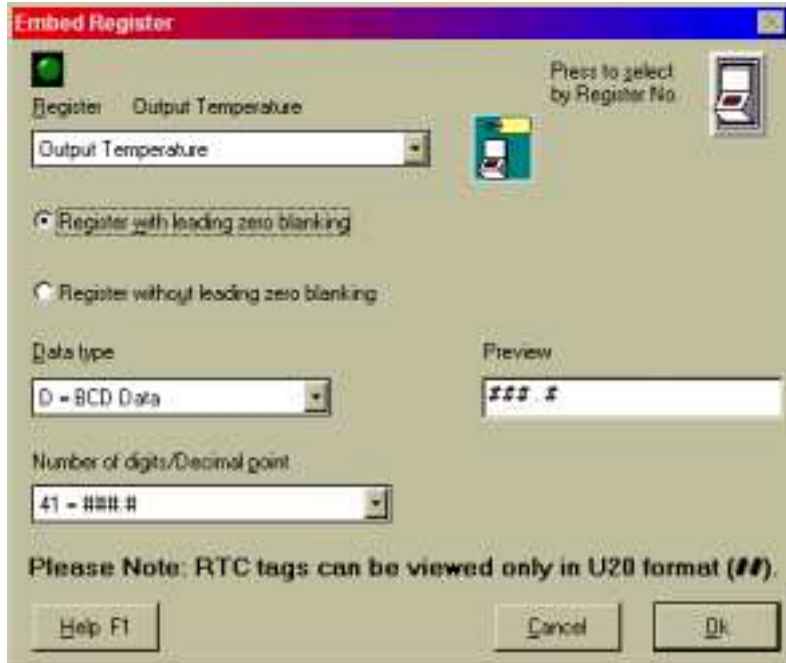 Embed Register
Press to select
by Register No.
Register Output Temperature
Output Temperature
Register with leading zero blanking
Register without leading zero blanking
Data type
Preview
D - BCD Data
###.#
Number of digits/Decimal point
41 - ###.#
Please Note: RTC tags can be viewed only in U20 format (##).
Help F1
Cancel
Ok